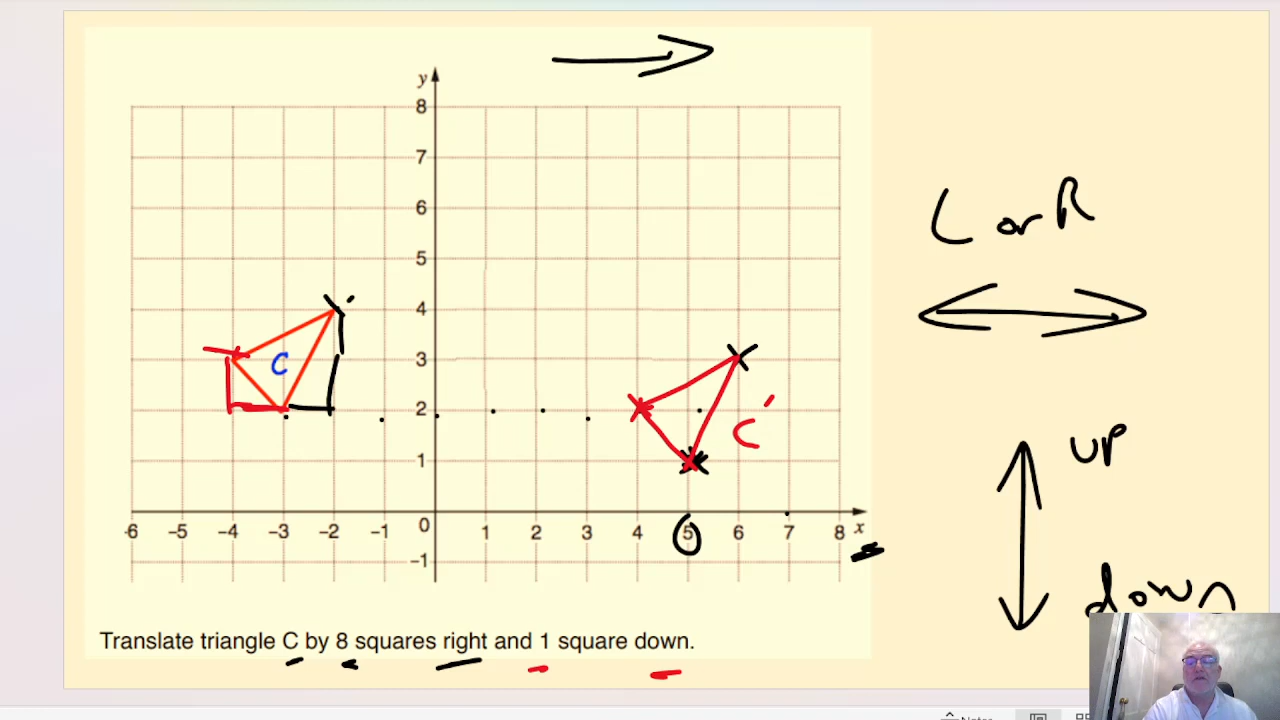 y
8
7
6
5
4
3
2
1
-6 -5 -4 -3 -2 -1 0 1 2 3 4 5 6 7 8 x
-1
C
C'
L or R
up
down
Translate triangle C by 8 squares right and 1 square down.
Notes